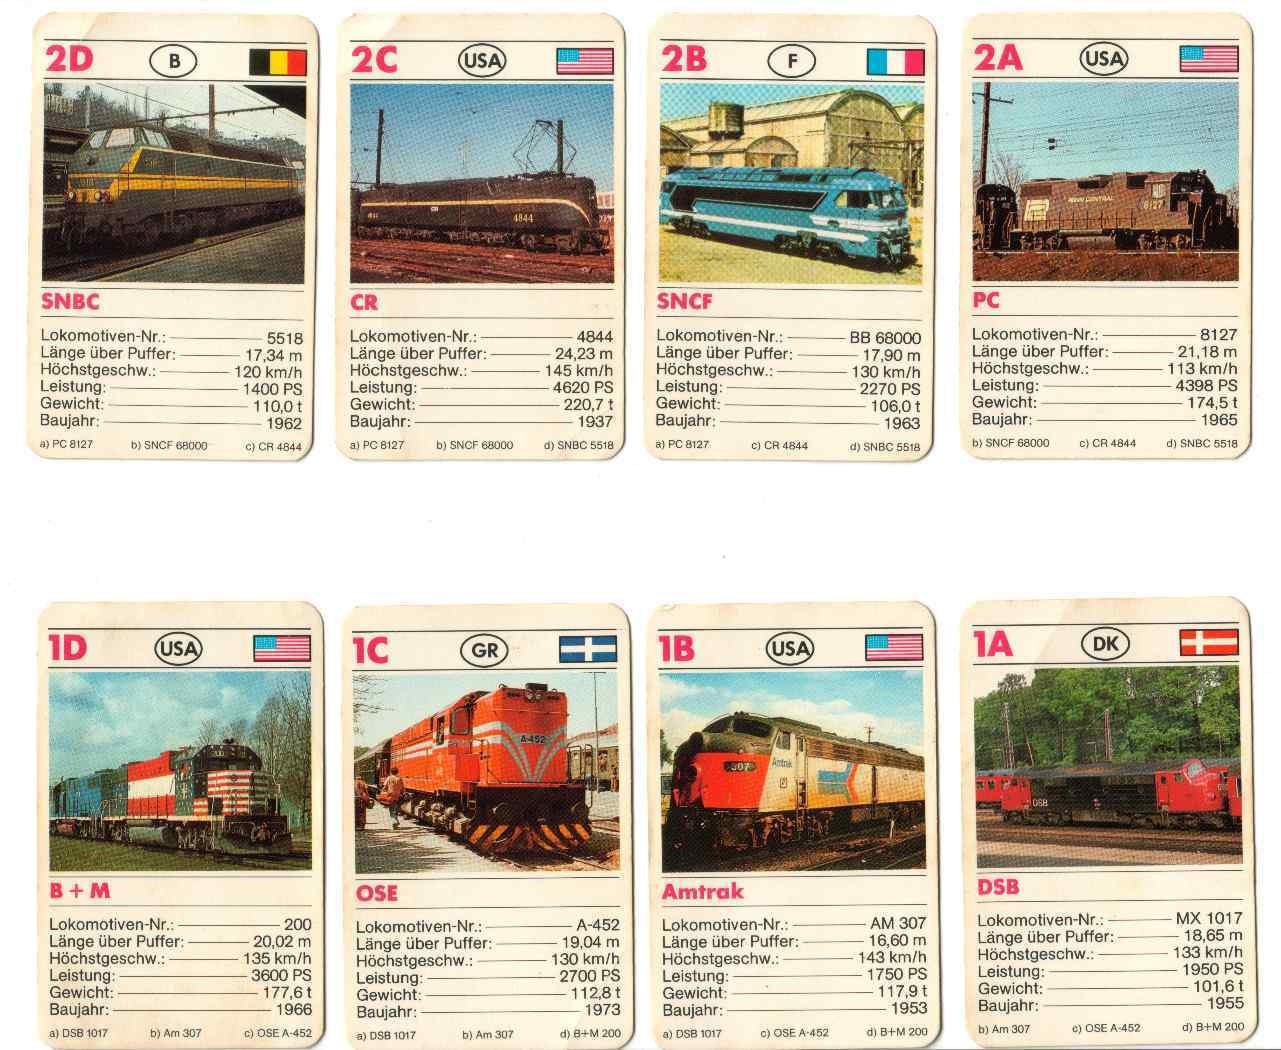 2D B
SNBC
Lokomotiven-Nr.: 5518
Länge über Puffer: 17,34 m
Höchstgeschw.: 120 km/h
Leistung: 1400 PS
Gewicht: 110,0 t
Baujahr: 1962
a) PC 8127 b) SNCF 68000 c) CR 4844
2C USA
4844
CR
Lokomotiven-Nr.: 4844
Länge über Puffer: 24,23 m
Höchstgeschw.: 145 km/h
Leistung: 4620 PS
Gewicht: 220,7 t
Baujahr: 1937
a) PC 8127 b) SNCF 68000 d) SNBC 5518
2B F
SNCF
Lokomotiven-Nr.: BB 68000
Länge über Puffer: 17,90 m
Höchstgeschw.: 130 km/h
Leistung: 2270 PS
Gewicht: 106,0 t
Baujahr: 1963
a) PC 8127 c) CR 4844 d) SNBC 5518
2A USA
PENN CENTRAL 8127
PC
Lokomotiven-Nr.: 8127
Länge über Puffer: 21,18 m
Höchstgeschw.: 113 km/h
Leistung: 4398 PS
Gewicht: 174,5 t
Baujahr: 1965
b) SNCF 68000 c) CR 4844 d) SNBC 5518
1D USA
B + M
Lokomotiven-Nr.: 200
Länge über Puffer: 20,02 m
Höchstgeschw.: 135 km/h
Leistung: 3600 PS
Gewicht: 177,6 t
Baujahr: 1966
a) DSB 1017 b) Am 307 c) OSE A-452
1C GR
A-452
OSE
Lokomotiven-Nr.: A-452
Länge über Puffer: 19,04 m
Höchstgeschw.: 130 km/h
Leistung: 2700 PS
Gewicht: 112,8 t
Baujahr: 1973
a) DSB 1017 b) Am 307 d) B+M 200
1B USA
307 Amtrak
Amtrak
Lokomotiven-Nr.: AM 307
Länge über Puffer: 16,60 m
Höchstgeschw.: 143 km/h
Leistung: 1750 PS
Gewicht: 117,9 t
Baujahr: 1953
a) DSB 1017 c) OSE A-452 d) B+M 200
1A DK
DSB
DSB
Lokomotiven-Nr.: MX 1017
Länge über Puffer: 18,65 m
Höchstgeschw.: 133 km/h
Leistung: 1950 PS
Gewicht: 101,6 t
Baujahr: 1955
b) Am 307 c) OSE A-452 d) B+M 200